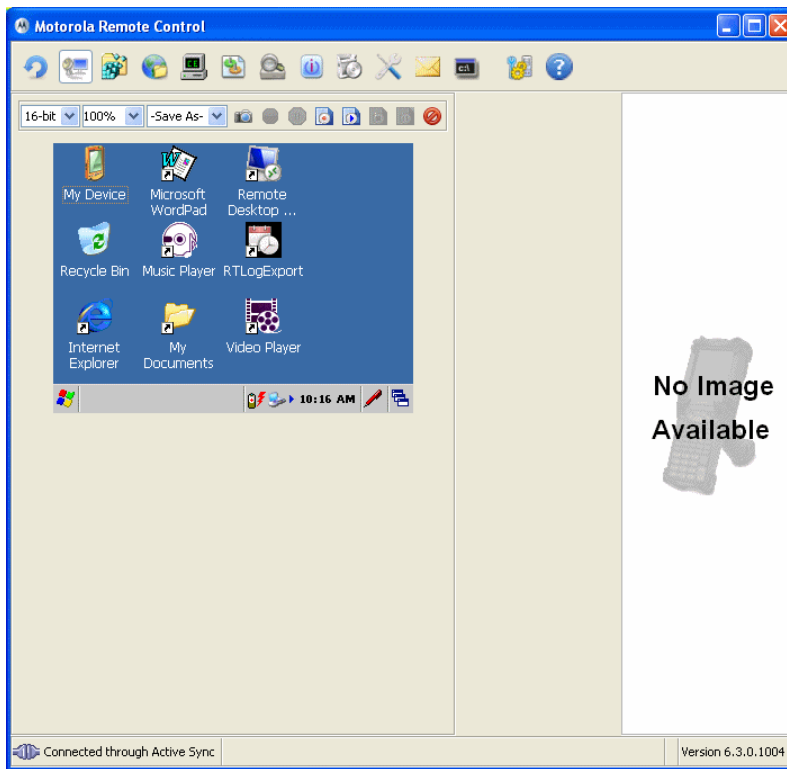 Motorola Remote Control
16-bit 100% -Save As-
My Device Microsoft WordPad Remote Desktop ...
Recycle Bin Music Player RTLogExport
Internet Explorer My Documents Video Player
10:16 AM
No Image
Available
Connected through Active Sync
Version 6.3.0.1004